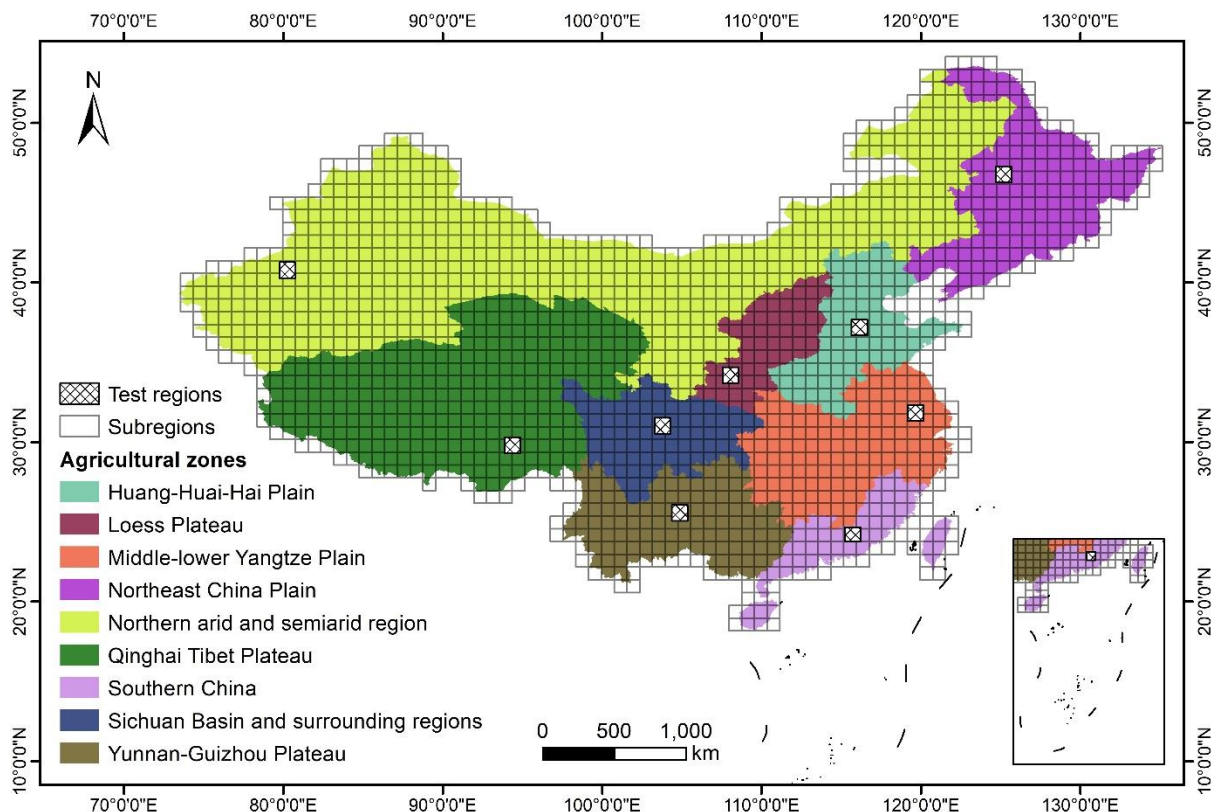 70°0'0"E 80°0'0"E 90°0'0"E 100°0'0"E 110°0'0"E 120°0'0"E 130°0'0"E
N
50°0'0"N 50°0'0"N
40°0'0"N 40°0'0"N
30°0'0"N 30°0'0"N
20°0'0"N 20°0'0"N
10°0'0"N 10°0'0"N
Test regions
Subregions
Agricultural zones
Huang-Huai-Hai Plain
Loess Plateau
Middle-lower Yangtze Plain
Northeast China Plain
Northern arid and semiarid region
Qinghai Tibet Plateau
Southern China
Sichuan Basin and surrounding regions
Yunnan-Guizhou Plateau
0 500 1,000
km
70°0'0"E 80°0'0"E 90°0'0"E 100°0'0"E 110°0'0"E 120°0'0"E 130°0'0"E